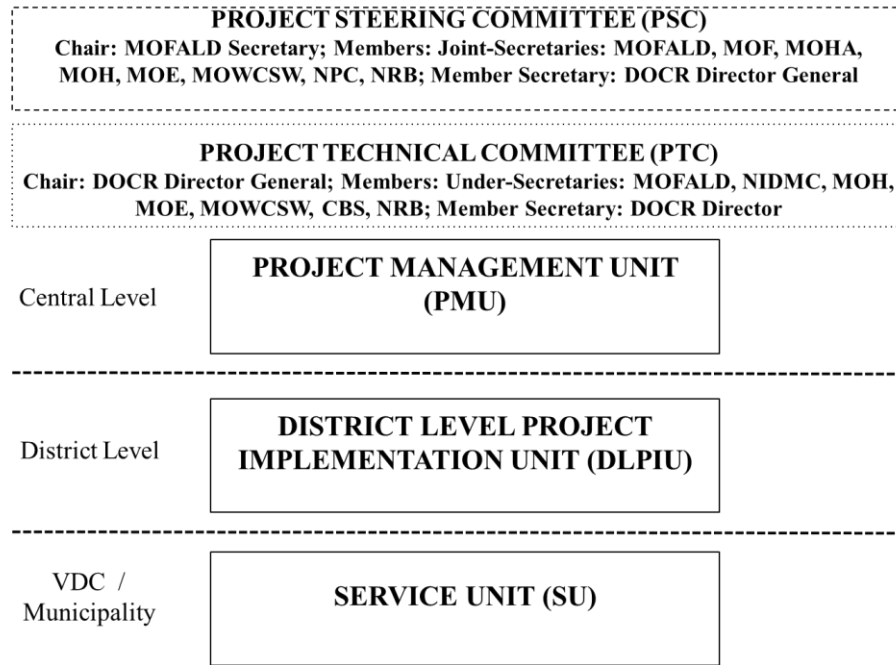 PROJECT STEERING COMMITTEE (PSC)
Chair: MOFALD Secretary; Members: Joint-Secretaries: MOFALD, MOF, MOHA,
MOH, MOE, MOWCSW, NPC, NRB; Member Secretary: DOCR Director General
PROJECT TECHNICAL COMMITTEE (PTC)
Chair: DOCR Director General; Members: Under-Secretaries: MOFALD, NIDMC, MOH,
MOE, MOWCSW, CBS, NRB; Member Secretary: DOCR Director
Central Level
PROJECT MANAGEMENT UNIT
(PMU)
District Level
DISTRICT LEVEL PROJECT
IMPLEMENTATION UNIT (DLPIU)
VDC /
Municipality
SERVICE UNIT (SU)